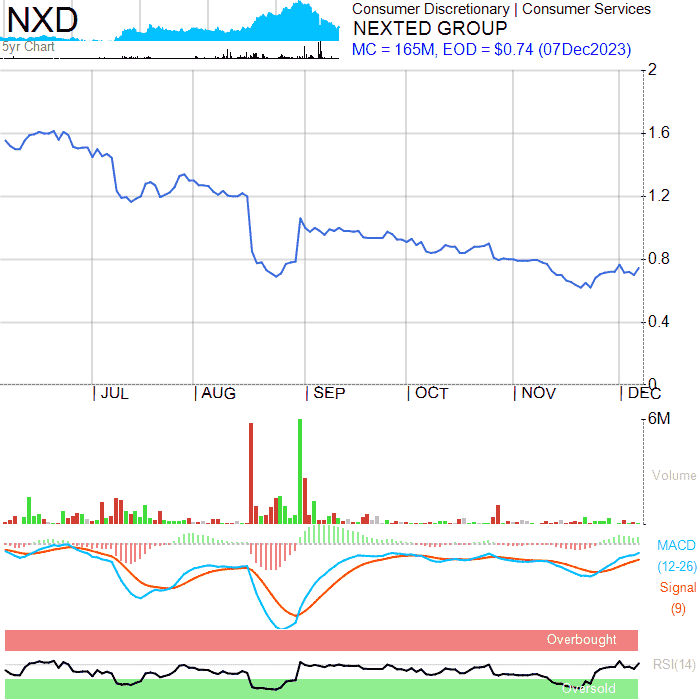 NXD
5yr Chart
Consumer Discretionary | Consumer Services
NEXTED GROUP
MC = 165M, EOD = $0.74 (07Dec2023)
2
1.6
1.2
0.8
0.4
0
JUL
AUG
SEP
OCT
NOV
DEC
6M
Volume
MACD
(12-26)
Signal
(9)
Overbought
RSI(14)
Oversold